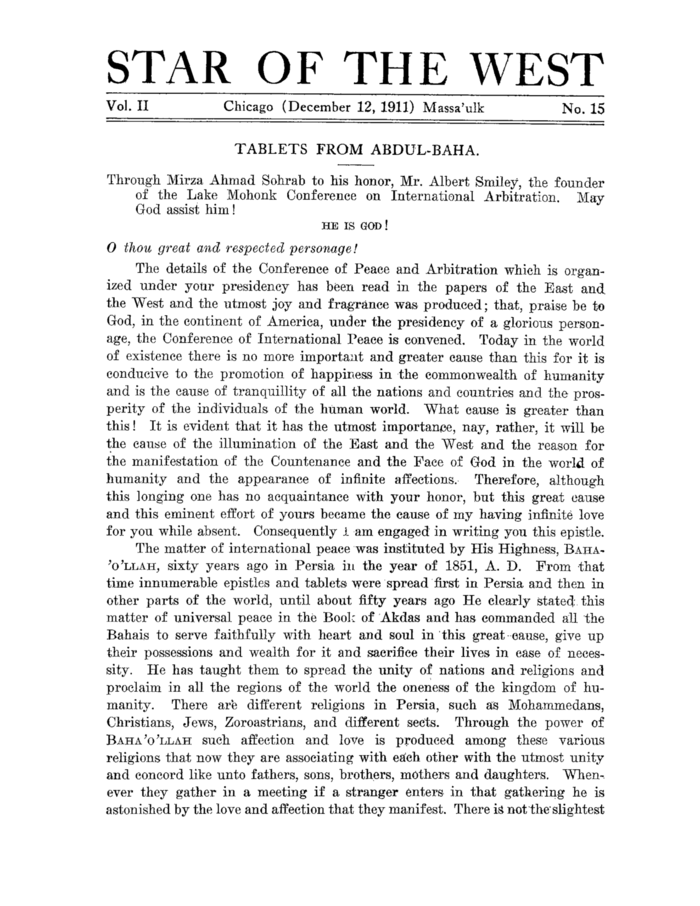 STAR OF THE WEST
Vol. II Chicago (December 12, 1911) Massa'ulk No. 15
TABLETS FROM ABDUL-BAHA.
Through Mirza Ahmad Sohrab to his honor, Mr. Albert Smiley, the founder
of the Lake Mohonk Conference on International Arbitration. May
God assist him!
HE IS GOD!
O thou great and respected personage!
The details of the Conference of Peace and Arbitration which is organ-
ized under your presidency has been read in the papers of the East and
the West and the utmost joy and fragrance was produced; that, praise be to
God, in the continent of America, under the presidency of a glorious person-
age, the Conference of International Peace is convened. Today in the world
of existence there is no more important and greater cause than this for it is
conducive to the promotion of happiness in the commonwealth of humanity
and is the cause of tranquillity of all the nations and countries and the pros-
perity of the individuals of the human world. What cause is greater than
this! It is evident that it has the utmost importance, nay, rather, it will be
the cause of the illumination of the East and the West and the reason for
the manifestation of the Countenance and the Face of God in the world of
humanity and the appearance of infinite affections. Therefore, although
this longing one has no acquaintance with your honor, but this great cause
and this eminent effort of yours became the cause of my having infinite love
for you while absent. Consequently I am engaged in writing you this epistle.
The matter of international peace was instituted by His Highness, BAHA-
'O'LLAH, sixty years ago in Persia in the year of 1851, A. D. From that
time innumerable epistles and tablets were spread first in Persia and then in
other parts of the world, until about fifty years ago He clearly stated this
matter of universal peace in the Book of Akdas and has commanded all the
Bahais to serve faithfully with heart and soul in this great cause, give up
their possessions and wealth for it and sacrifice their lives in case of neces-
sity. He has taught them to spread the unity of nations and religions and
proclaim in all the regions of the world the oneness of the kingdom of hu-
manity. There are different religions in Persia, such as Mohammedans,
Christians, Jews, Zoroastrians, and different sects. Through the power of
BAHA'O'LLAH such affection and love is produced among these various
religions that now they are associating with each other with the utmost unity
and concord like unto fathers, sons, brothers, mothers and daughters. When-
ever they gather in a meeting if a stranger enters in that gathering he is
astonished by the love and affection that they manifest. There is not the slightest